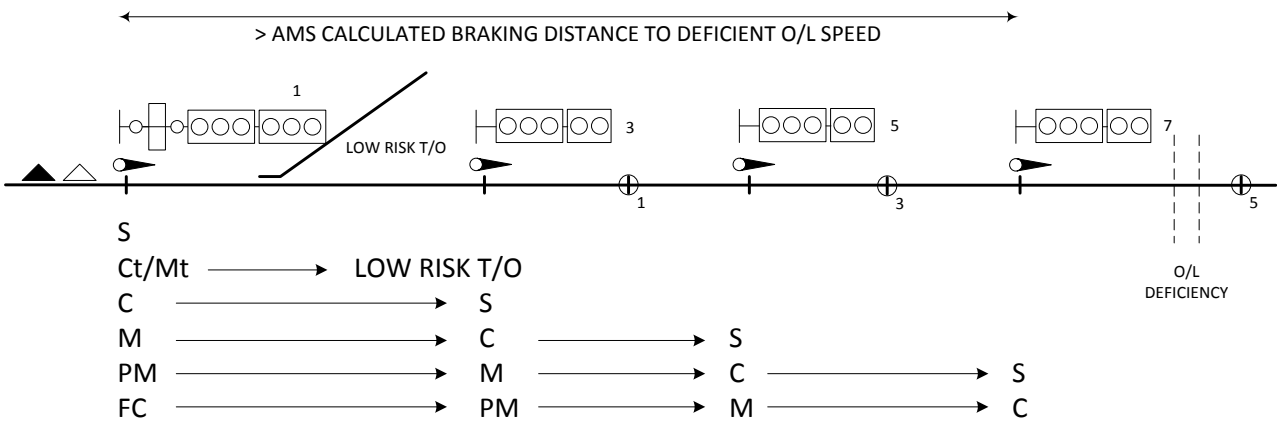 > AMS CALCULATED BRAKING DISTANCE TO DEFICIENT O/L SPEED
1
3
5
7
LOW RISK T/O
1
3
5
S
Ct/Mt LOW RISK T/O
O/L
DEFICIENCY
C S
M C S
PM M C S
FC PM M C